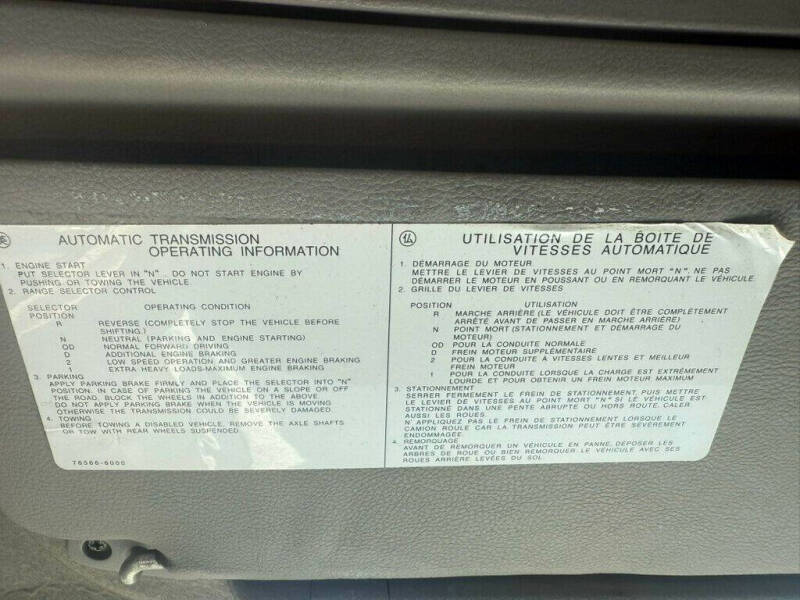 AUTOMATIC TRANSMISSION
OPERATING INFORMATION
1. ENGINE START
PUT SELECTOR LEVER IN "N" .. DO NOT START ENGINE BY
PUSHING OR TOWING THE VEHICLE.
2. RANGE SELECTOR CONTROL
SELECTOR OPERATING CONDITION
POSITION
R REVERSE (COMPLETELY STOP THE VEHICLE BEFORE
SHIFTING.)
N NEUTRAL (PARKING AND ENGINE STARTING)
OD NORMAL FORWARD DRIVING
D ADDITIONAL ENGINE BRAKING
2 LOW SPEED OPERATION AND GREATER ENGINE BRAKING
1 EXTRA HEAVY LOADS-MAXIMUM ENGINE BRAKING
3. PARKING
APPLY PARKING BRAKE FIRMLY AND PLACE THE SELECTOR INTO "N"
POSITION. IN CASE OF PARKING THE VEHICLE ON A SLOPE OR OFF
THE ROAD, BLOCK THE WHEELS IN ADDITION TO THE ABOVE.
DO NOT APPLY PARKING BRAKE WHEN THE VEHICLE IS MOVING
OTHERWISE THE TRANSMISSION COULD BE SEVERELY DAMAGED.
4. TOWING
BEFORE TOWING A DISABLED VEHICLE, REMOVE THE AXLE SHAFTS
OR TOW WITH REAR WHEELS SUSPENDED.
UTILISATION DE LA BOITE DE
VITESSES AUTOMATIQUE
1. DÉMARRAGE DU MOTEUR
METTRE LE LEVIER DE VITESSES AU POINT MORT "N". NE PAS
DÉMARRER LE MOTEUR EN POUSSANT OU EN REMORQUANT LE VÉHICULE.
2. GRILLE DU LEVIER DE VITESSES
POSITION UTILISATION
R MARCHE ARRIÈRE (LE VÉHICULE DOIT ÊTRE COMPLÈTEMENT
ARRÊTÉ AVANT DE PASSER EN MARCHE ARRIÈRE)
N POINT MORT (STATIONNEMENT ET DÉMARRAGE DU
MOTEUR)
OD POUR LA CONDUITE NORMALE
D FREIN MOTEUR SUPPLÉMENTAIRE
2 POUR LA CONDUITE A VITESSES LENTES ET MEILLEUR
FREIN MOTEUR
1 POUR LA CONDUITE LORSQUE LA CHARGE EST EXTRÊMEMENT
LOURDE ET POUR OBTENIR UN FREIN MOTEUR MAXIMUM
3. STATIONNEMENT
SERRER FERMEMENT LE FREIN DE STATIONNEMENT, PUIS METTRE
LE LEVIER DE VITESSES AU POINT MORT "N" SI LE VÉHICULE EST
STATIONNÉ DANS UNE PENTE ABRUPTE OU HORS ROUTE, CALER
AUSSI LES ROUES.
N'APPLIQUEZ PAS LE FREIN DE STATIONNEMENT LORSQUE LE
CAMION ROULE CAR LA TRANSMISSION PEUT ÊTRE SÉVÈREMENT
ENDOMMAGÉE.
4. REMORQUAGE
AVANT DE REMORQUER UN VÉHICULE EN PANNE, DÉPOSER LES
ARBRES DE ROUE OU BIEN REMORQUER LE VÉHICULE AVEC SES
ROUES ARRIÈRE LEVÉES DU SOL.